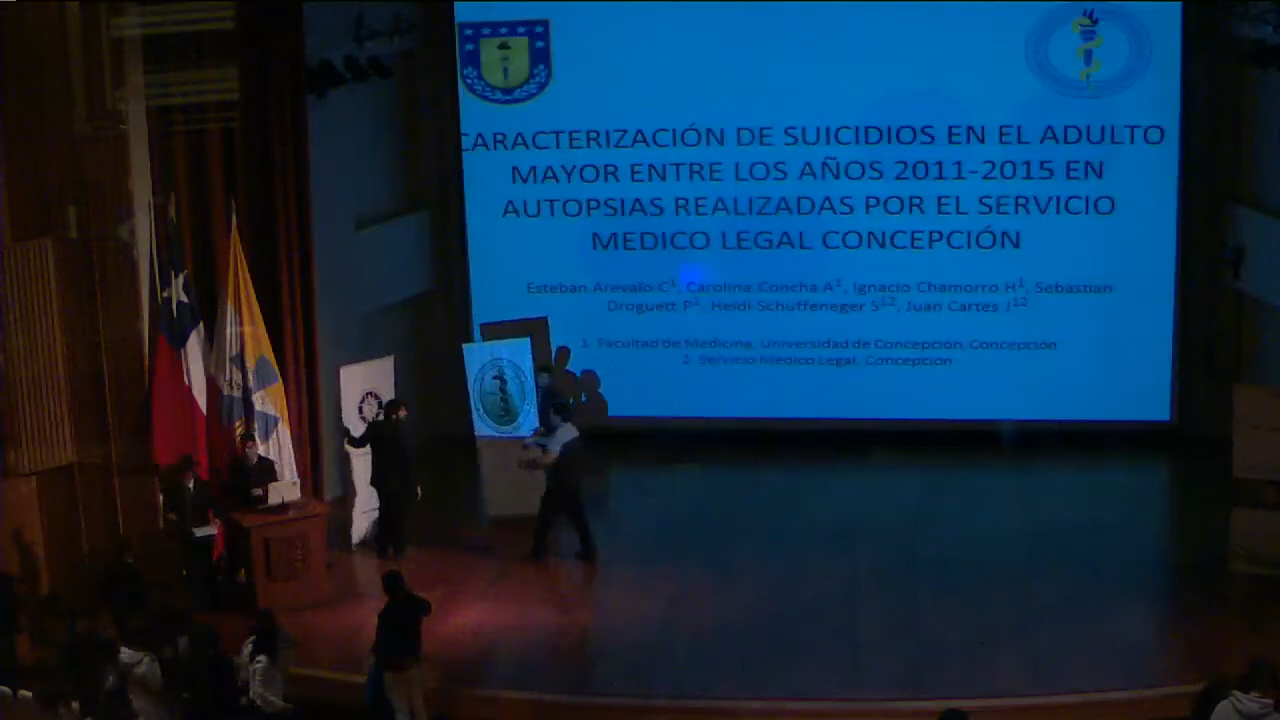 CARACTERIZACIÓN DE SUICIDIOS EN EL ADULTO
MAYOR ENTRE LOS AÑOS 2011-2015 EN
AUTOPSIAS REALIZADAS POR EL SERVICIO
MEDICO LEGAL CONCEPCIÓN
Esteban Arevalo C¹, Carolina Concha A¹, Ignacio Chamorro H¹, Sebastian
Droguett P¹, Heidi Schuffeneger S¹², Juan Cartes J¹²
1. Facultad de Medicina, Universidad de Concepción, Concepción
2. Servicio Medico Legal, Concepción